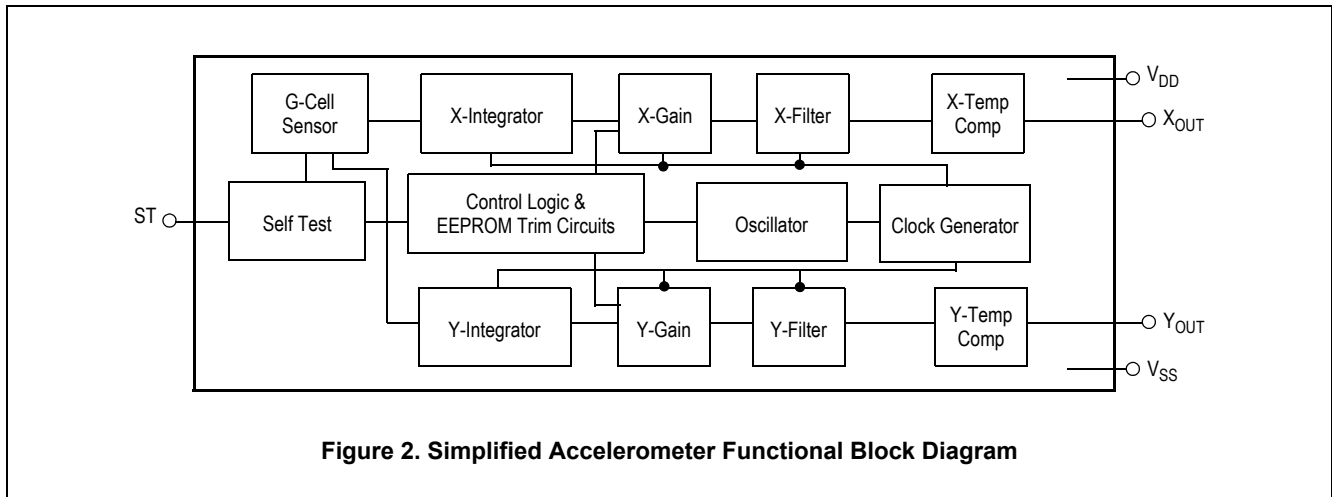 G-Cell
Sensor
X-Integrator
X-Gain
X-Filter
X-Temp
Comp
VDD
XOUT
ST
Self Test
Control Logic &
EEPROM Trim Circuits
Oscillator
Clock Generator
Y-Integrator
Y-Gain
Y-Filter
Y-Temp
Comp
YOUT
VSS
Figure 2. Simplified Accelerometer Functional Block Diagram